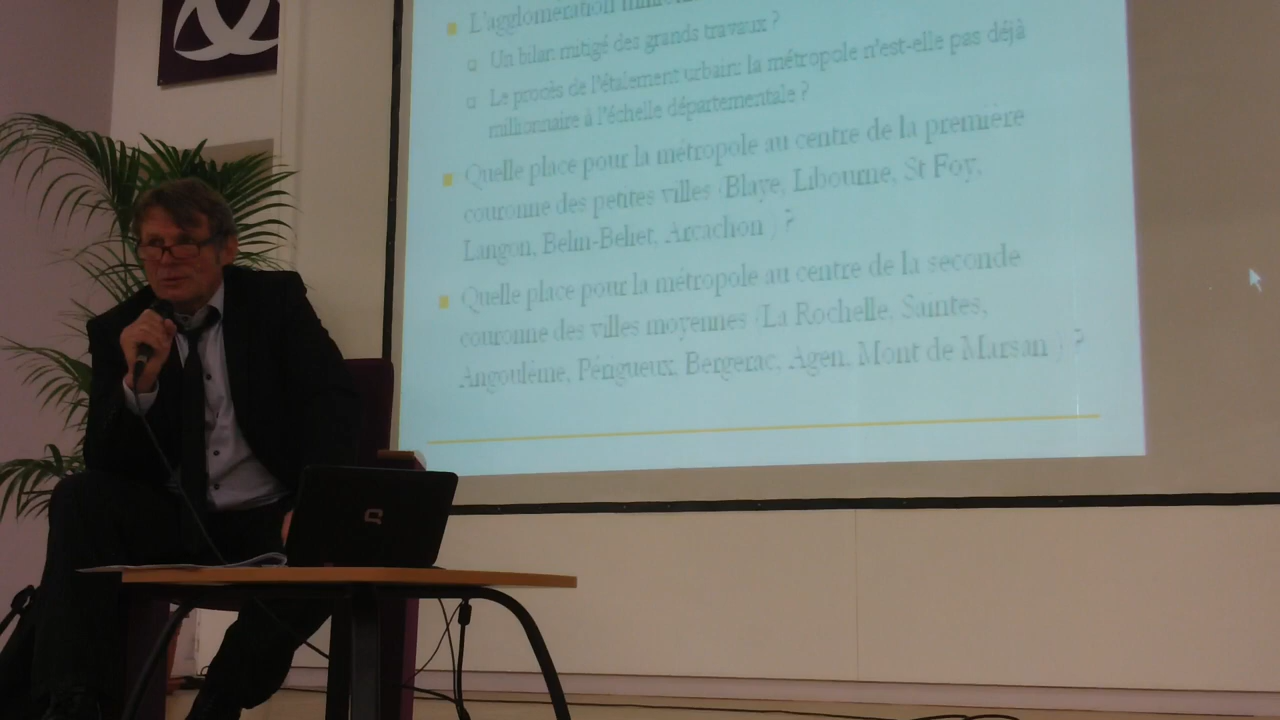 L'agglomération
Un bilan mitigé des grands travaux ?
Le procès de l'étalement urbain: la métropole n'est-elle pas déjà
millionnaire à l'échelle départementale ?
Quelle place pour la métropole au centre de la première
couronne des petites villes (Blaye, Libourne, St Foy,
Langon, Belin-Beliet, Arcachon ) ?
Quelle place pour la métropole au centre de la seconde
couronne des villes moyennes (La Rochelle, Saintes,
Angoulême, Périgueux, Bergerac, Agen, Mont de Marsan ) ?